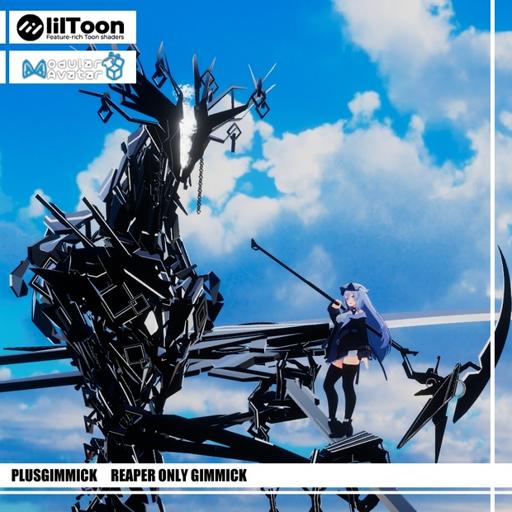 lilToon
Feature-rich Toon shaders
Modular
Avatar
PLUSGIMMICK REAPER ONLY GIMMICK